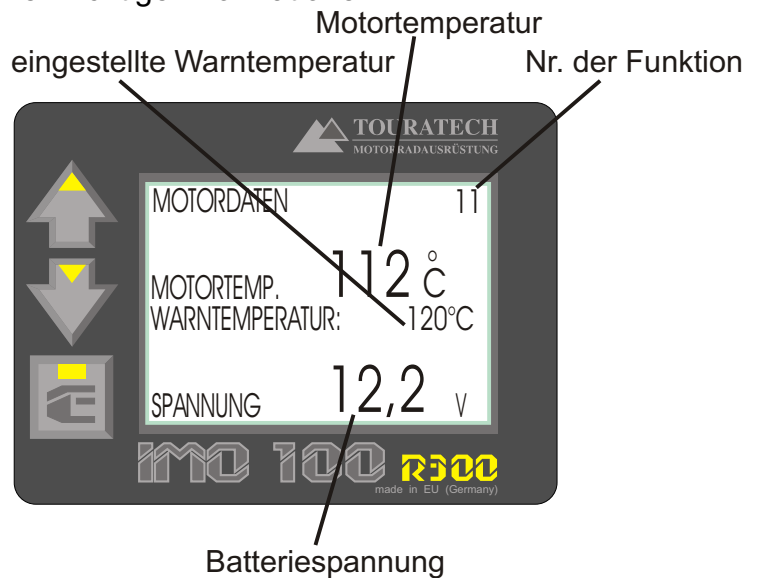 Motortemperatur
eingestellte Warntemperatur Nr. der Funktion
TOURATECH
MOTORRADAUSRÜSTUNG
MOTORDATEN 11
MOTORTEMP. 112 °C
WARNTEMPERATUR: 120°C
SPANNUNG 12,2 V
IMO 100 R300
made in EU (Germany)
Batteriespannung